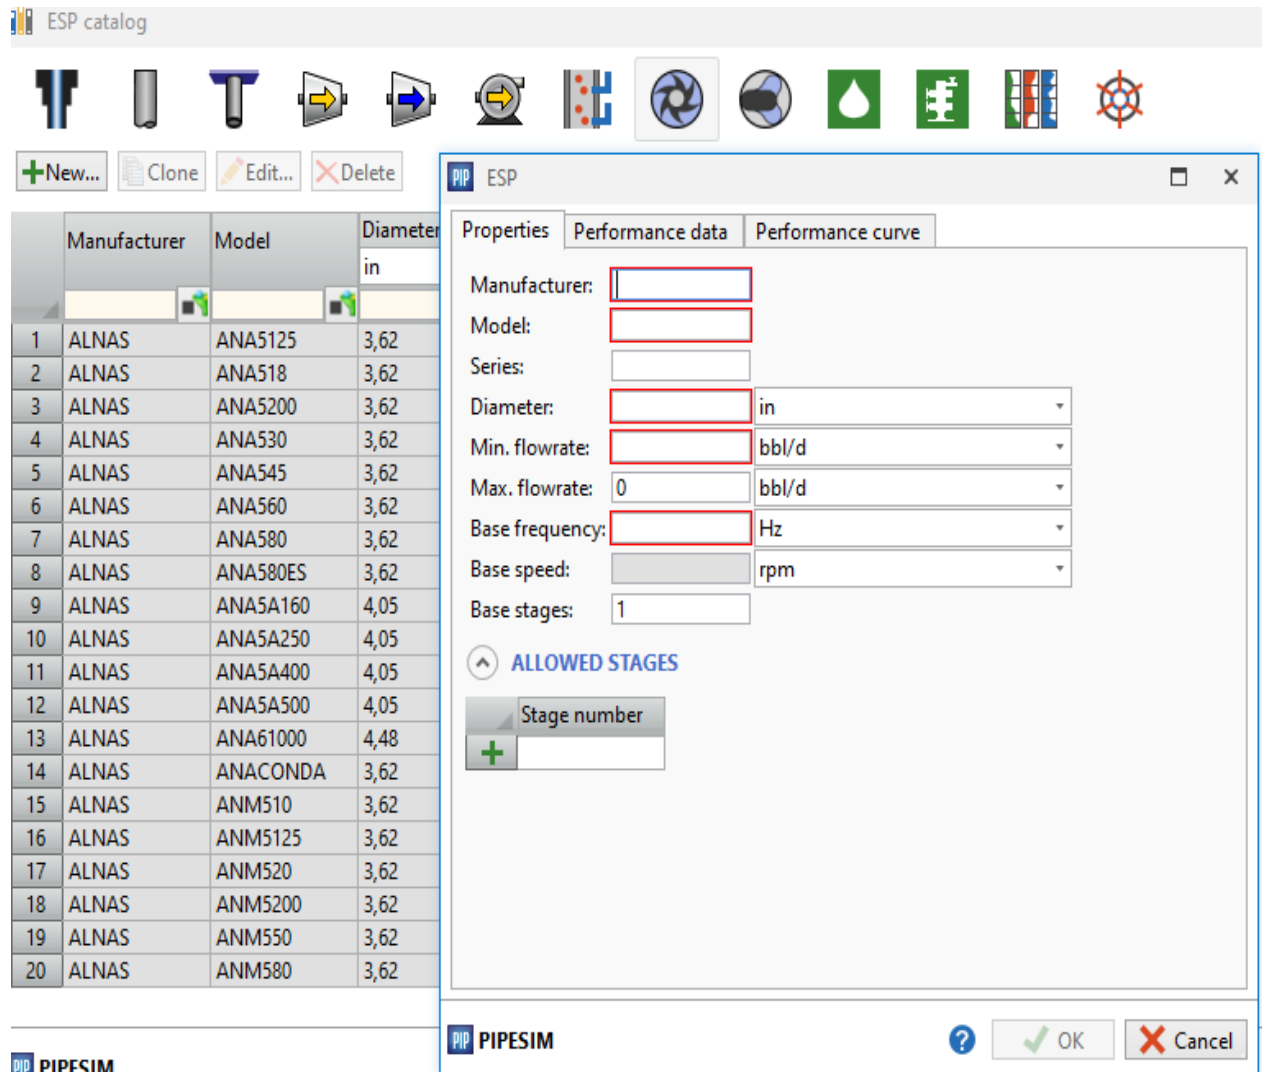 ESP catalog
New... Clone Edit... Delete
Manufacturer Model Diameter
in
1 ALNAS ANA5125 3,62
2 ALNAS ANA518 3,62
3 ALNAS ANA5200 3,62
4 ALNAS ANA530 3,62
5 ALNAS ANA545 3,62
6 ALNAS ANA560 3,62
7 ALNAS ANA580 3,62
8 ALNAS ANA580ES 3,62
9 ALNAS ANA5A160 4,05
10 ALNAS ANA5A250 4,05
11 ALNAS ANA5A400 4,05
12 ALNAS ANA5A500 4,05
13 ALNAS ANA61000 4,48
14 ALNAS ANACONDA 3,62
15 ALNAS ANM510 3,62
16 ALNAS ANM5125 3,62
17 ALNAS ANM520 3,62
18 ALNAS ANM5200 3,62
19 ALNAS ANM550 3,62
20 ALNAS ANM580 3,62
PIP PIPESIM
PIP ESP
Properties Performance data Performance curve
Manufacturer:
Model:
Series:
Diameter: in
Min. flowrate: bbl/d
Max. flowrate: 0 bbl/d
Base frequency: Hz
Base speed: rpm
Base stages: 1
ALLOWED STAGES
Stage number
PIP PIPESIM ? OK Cancel